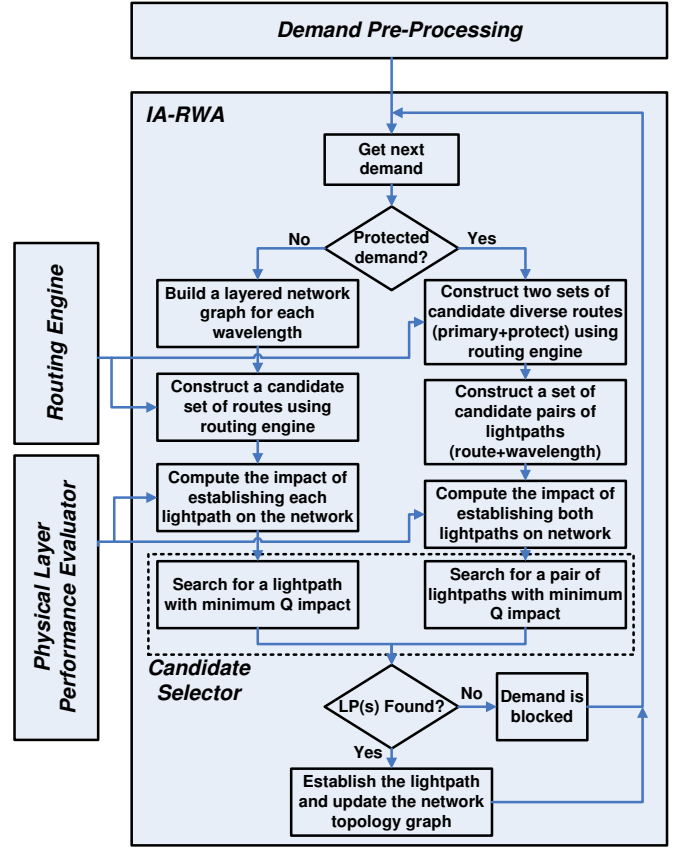 Demand Pre-Processing
IA-RWA
Get next
demand
Protected
demand?
No
Yes
Routing Engine
Build a layered network
graph for each
wavelength
Construct two sets of
candidate diverse routes
(primary+protect) using
routing engine
Construct a candidate
set of routes using
routing engine
Construct a set of
candidate pairs of
lightpaths
(route+wavelength)
Physical Layer
Performance Evaluator
Compute the impact of
establishing each
lightpath on the network
Compute the impact of
establishing both
lightpaths on network
Search for a lightpath
with minimum Q impact
Search for a pair of
lightpaths with minimum
Q impact
Candidate
Selector
LP(s) Found?
No
Demand is
blocked
Yes
Establish the lightpath
and update the network
topology graph